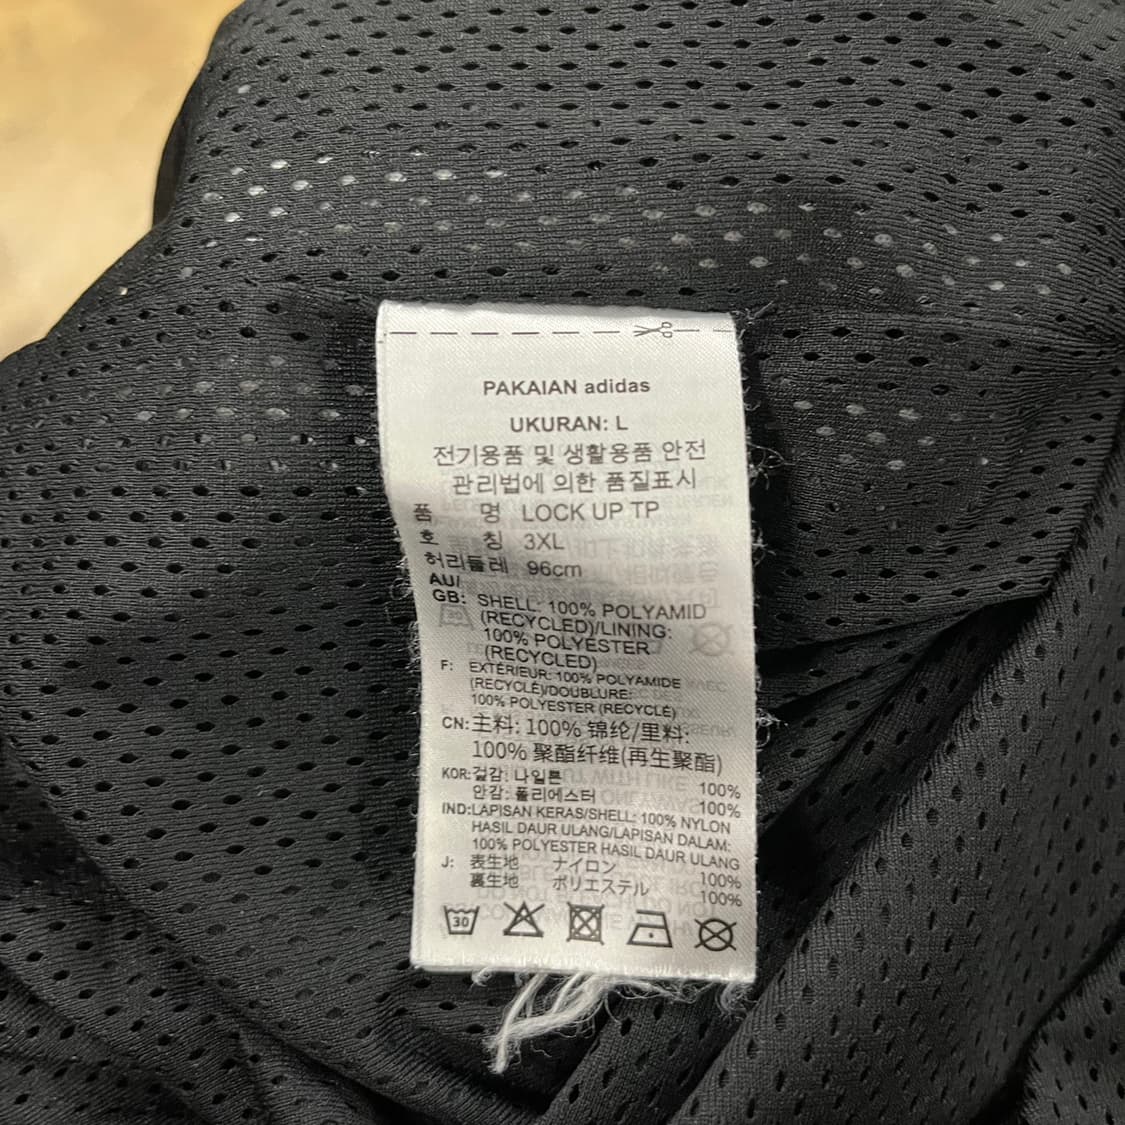 PAKAIAN adidas
UKURAN: L
전기용품 및 생활용품 안전
관리법에 의한 품질표시
품 명 LOCK UP TP
호 칭 3XL
허리둘레 96cm
AU/
GB: SHELL: 100% POLYAMID
(RECYCLED)/LINING:
100% POLYESTER
(RECYCLED)
F: EXTÉRIEUR: 100% POLYAMIDE
(RECYCLÉ)/DOUBLURE:
100% POLYESTER (RECYCLÉ)
CN: 主料: 100% 锦纶/里料:
100% 聚酯纤维(再生聚酯)
KOR: 겉감: 나일론 100%
안감: 폴리에스터 100%
IND: LAPISAN KERAS/SHELL: 100% NYLON
HASIL DAUR ULANG/LAPISAN DALAM:
100% POLYESTER HASIL DAUR ULANG
J: 表生地 ナイロン 100%
裏生地 ポリエステル 100%
30